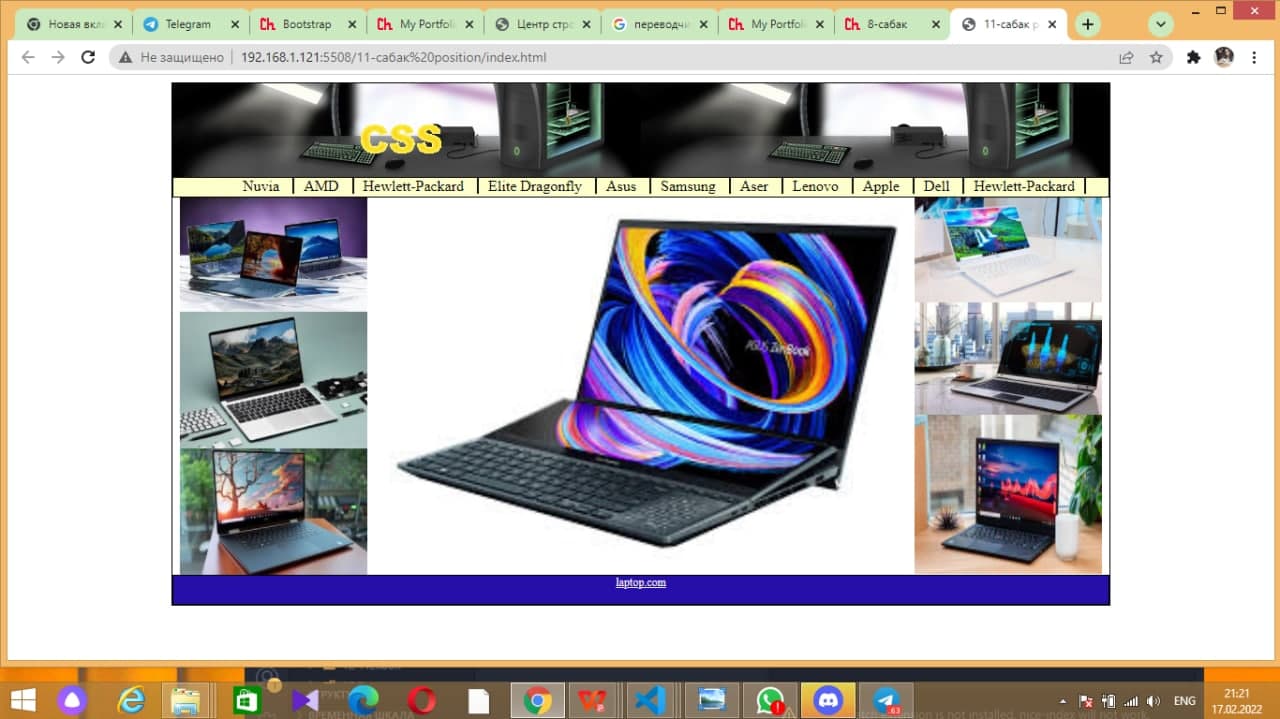 Новая вкл
Telegram
Bootstrap
My Portfoli
Центр стро
переводчи
My Portfoli
8-сабак
11-сабак p
Не защищено
192.168.1.121:5508/11-сабак%20position/index.html
CSS
Nuvia
AMD
Hewlett-Packard
Elite Dragonfly
Asus
Samsung
Aser
Lenovo
Apple
Dell
Hewlett-Packard
ASUS ZenBook
laptop.com
ENG
21:21
17.02.2022
63